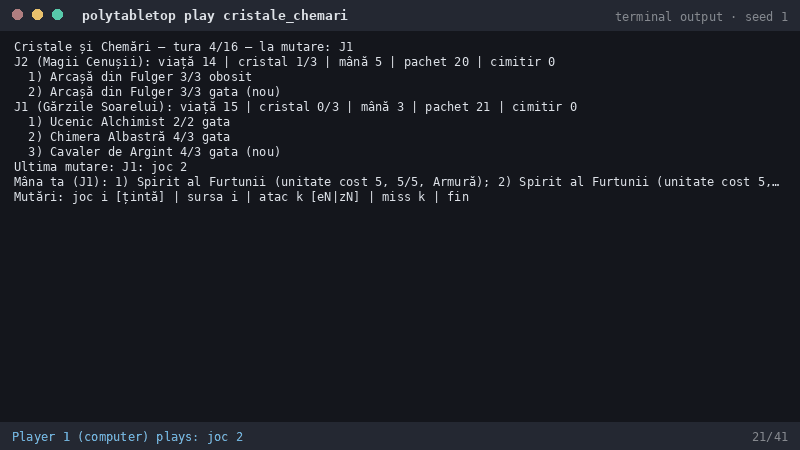 polytabletop play cristale_chemari
terminal output · seed 1
Cristale și Chemări — tura 4/16 — la mutare: J1
J2 (Magii Cenușii): viață 14 | cristal 1/3 | mână 5 | pachet 20 | cimitir 0
1) Arcașă din Fulger 3/3 obosit
2) Arcașă din Fulger 3/3 gata (nou)
J1 (Gărzile Soarelui): viață 15 | cristal 0/3 | mână 3 | pachet 21 | cimitir 0
1) Ucenic Alchimist 2/2 gata
2) Chimera Albastră 4/3 gata
3) Cavaler de Argint 4/3 gata (nou)
Ultima mutare: J1: joc 2
Mâna ta (J1): 1) Spirit al Furtunii (unitate cost 5, 5/5, Armură); 2) Spirit al Furtunii (unitate cost 5,…
Mutări: joc i [țintă] | sursa i | atac k [eN|zN] | miss k | fin
Player 1 (computer) plays: joc 2
21/41